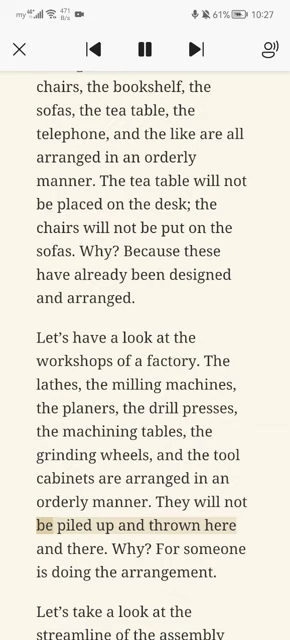 my 4G 471 B/s 61% 10:27
chairs, the bookshelf, the
sofas, the tea table, the
telephone, and the like are all
arranged in an orderly
manner. The tea table will not
be placed on the desk; the
chairs will not be put on the
sofas. Why? Because these
have already been designed
and arranged.
Let’s have a look at the
workshops of a factory. The
lathes, the milling machines,
the planers, the drill presses,
the machining tables, the
grinding wheels, and the tool
cabinets are arranged in an
orderly manner. They will not
be piled up and thrown here
and there. Why? For someone
is doing the arrangement.
Let’s take a look at the
streamline of the assembly